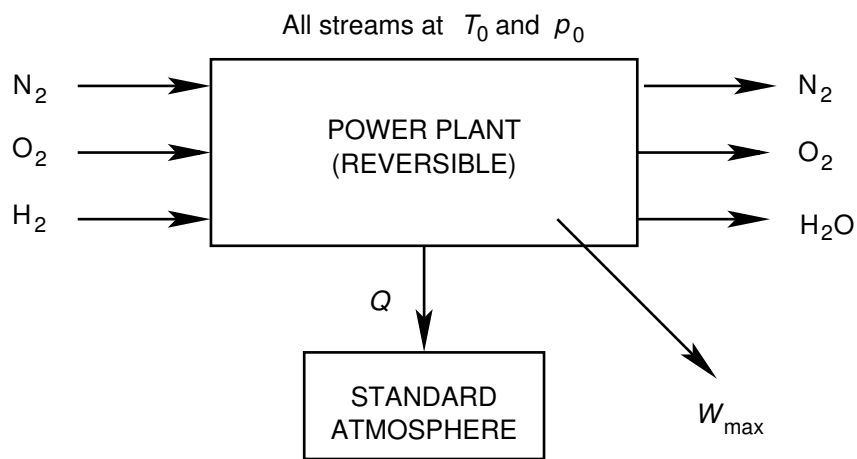 All streams at T₀ and p₀
N₂
O₂
H₂
POWER PLANT
(REVERSIBLE)
N₂
O₂
H₂O
Q
STANDARD
ATMOSPHERE
Wmax